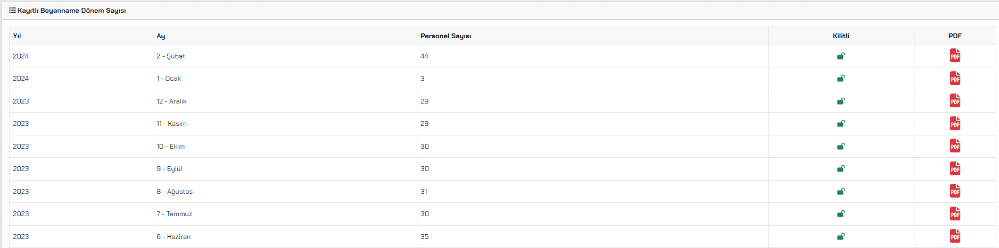 Kayıtlı Beyanname Dönem Sayısı
Yıl Ay Personel Sayısı Kilitli PDF
2024 2 - Şubat 44 PDF
2024 1 - Ocak 3 PDF
2023 12 - Aralık 29 PDF
2023 11 - Kasım 29 PDF
2023 10 - Ekim 30 PDF
2023 9 - Eylül 30 PDF
2023 8 - Ağustos 31 PDF
2023 7 - Temmuz 30 PDF
2023 6 - Haziran 35 PDF